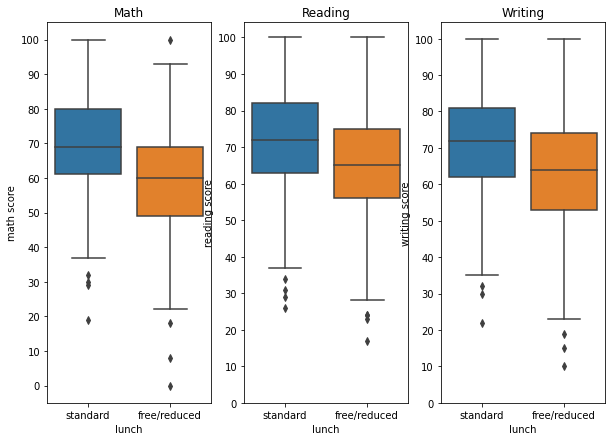 Math
100
90
80
70
60
50
40
30
20
10
0
math score
standard
free/reduced
lunch
Reading
100
90
80
70
60
50
40
30
20
10
0
reading score
standard
free/reduced
lunch
Writing
100
90
80
70
60
50
40
30
20
10
0
writing score
standard
free/reduced
lunch